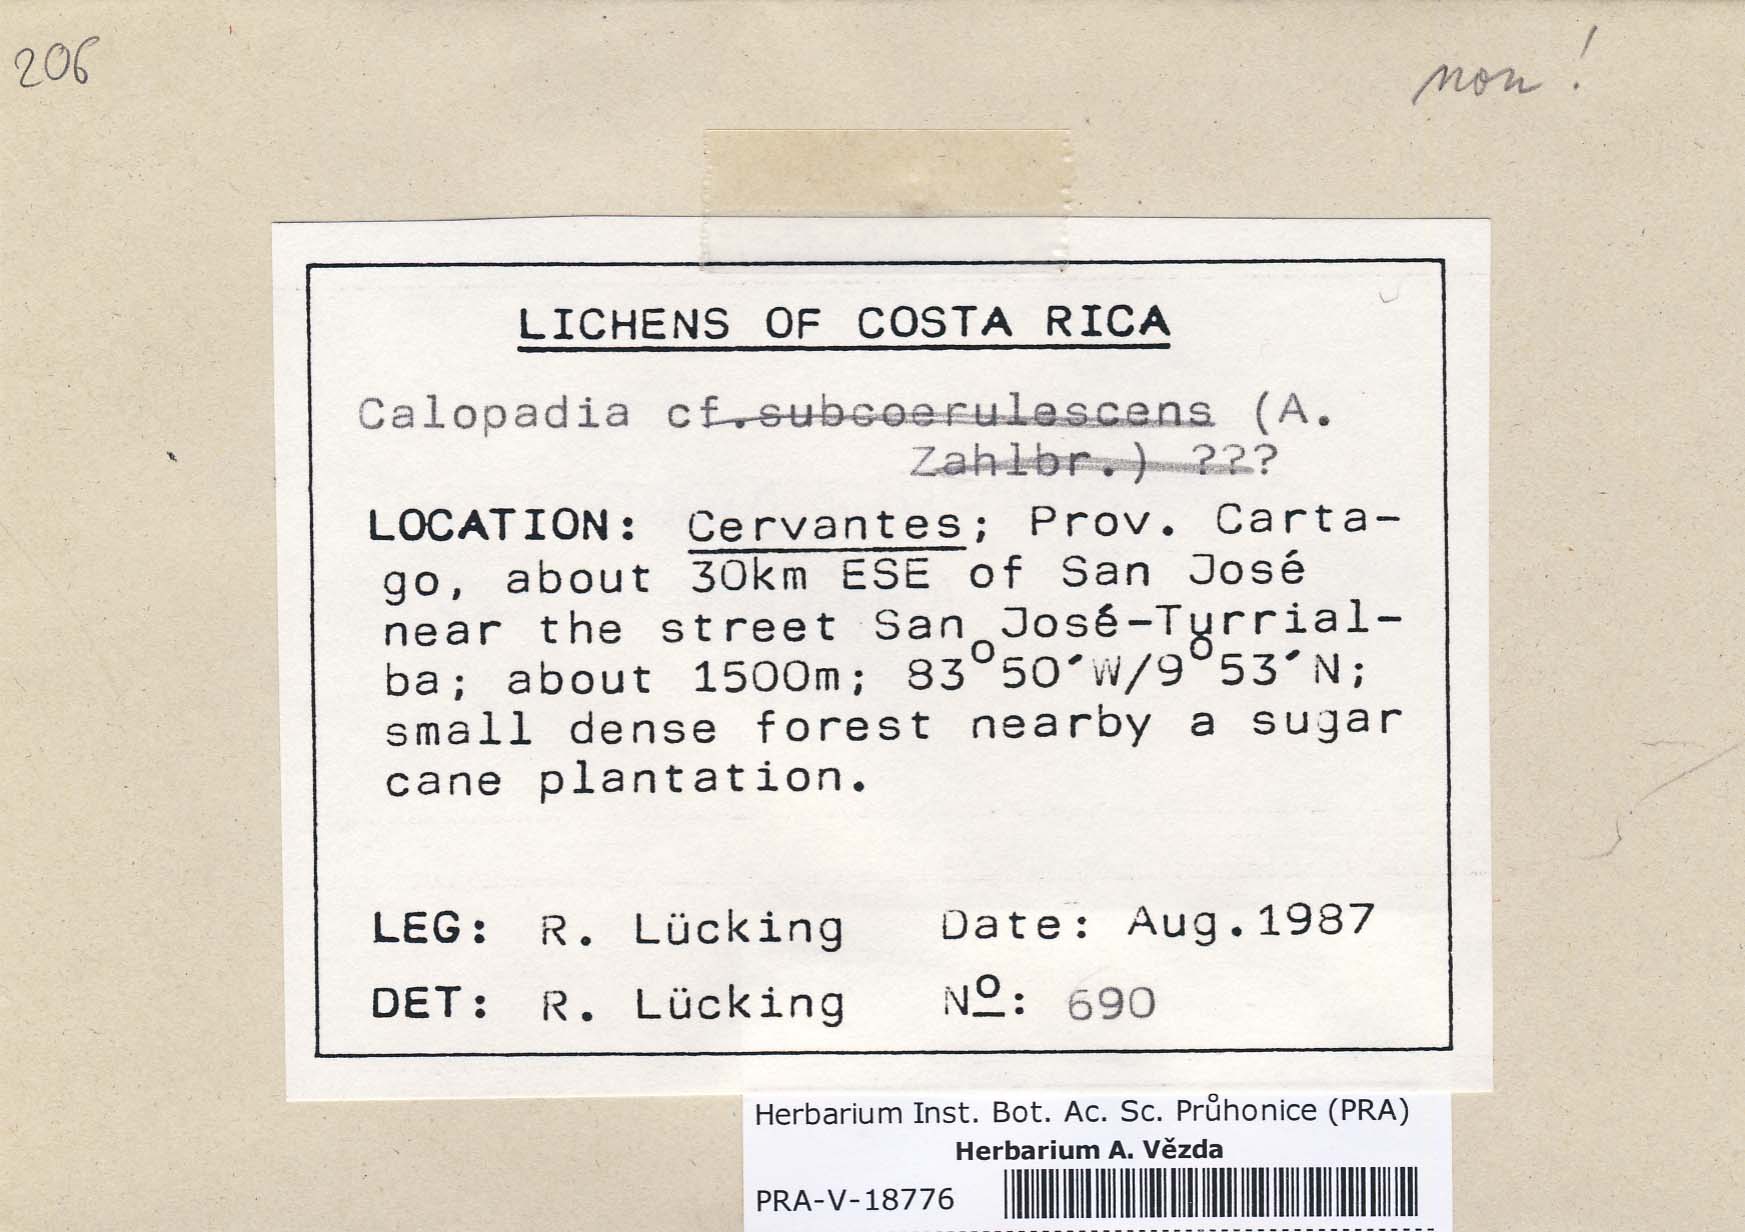 206
non!
LICHENS OF COSTA RICA
Calopadia cf. subcoerulescens (A.
Zahlbr.) ???
LOCATION: Cervantes; Prov. Carta-
go, about 30km ESE of San José
near the street San José-Turrial-
ba; about 1500m; 83°50´W/9°53´N;
small dense forest nearby a sugar
cane plantation.
LEG: R. Lücking Date: Aug.1987
DET: R. Lücking Nº: 690
Herbarium Inst. Bot. Ac. Sc. Průhonice (PRA)
Herbarium A. Vězda
PRA-V-18776